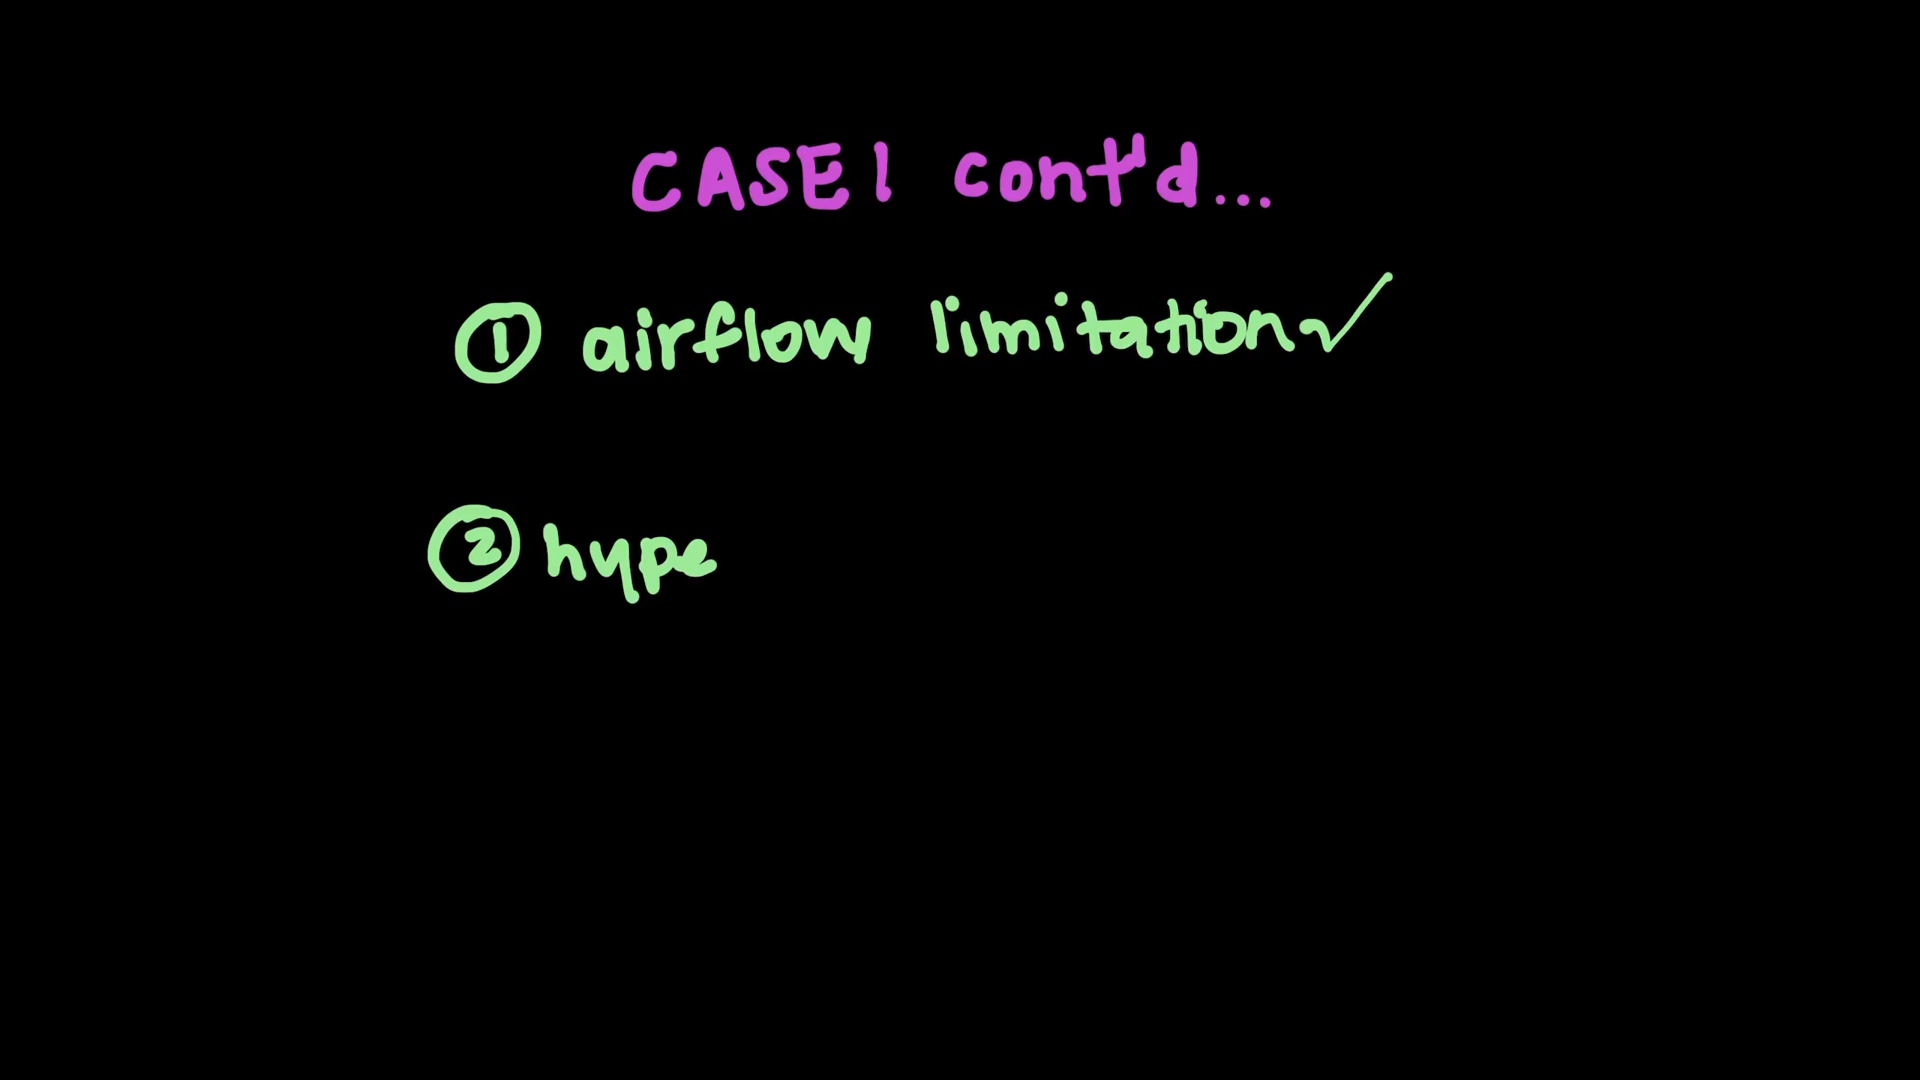 CASE 1 cont'd...
① airflow limitation✓
② hype